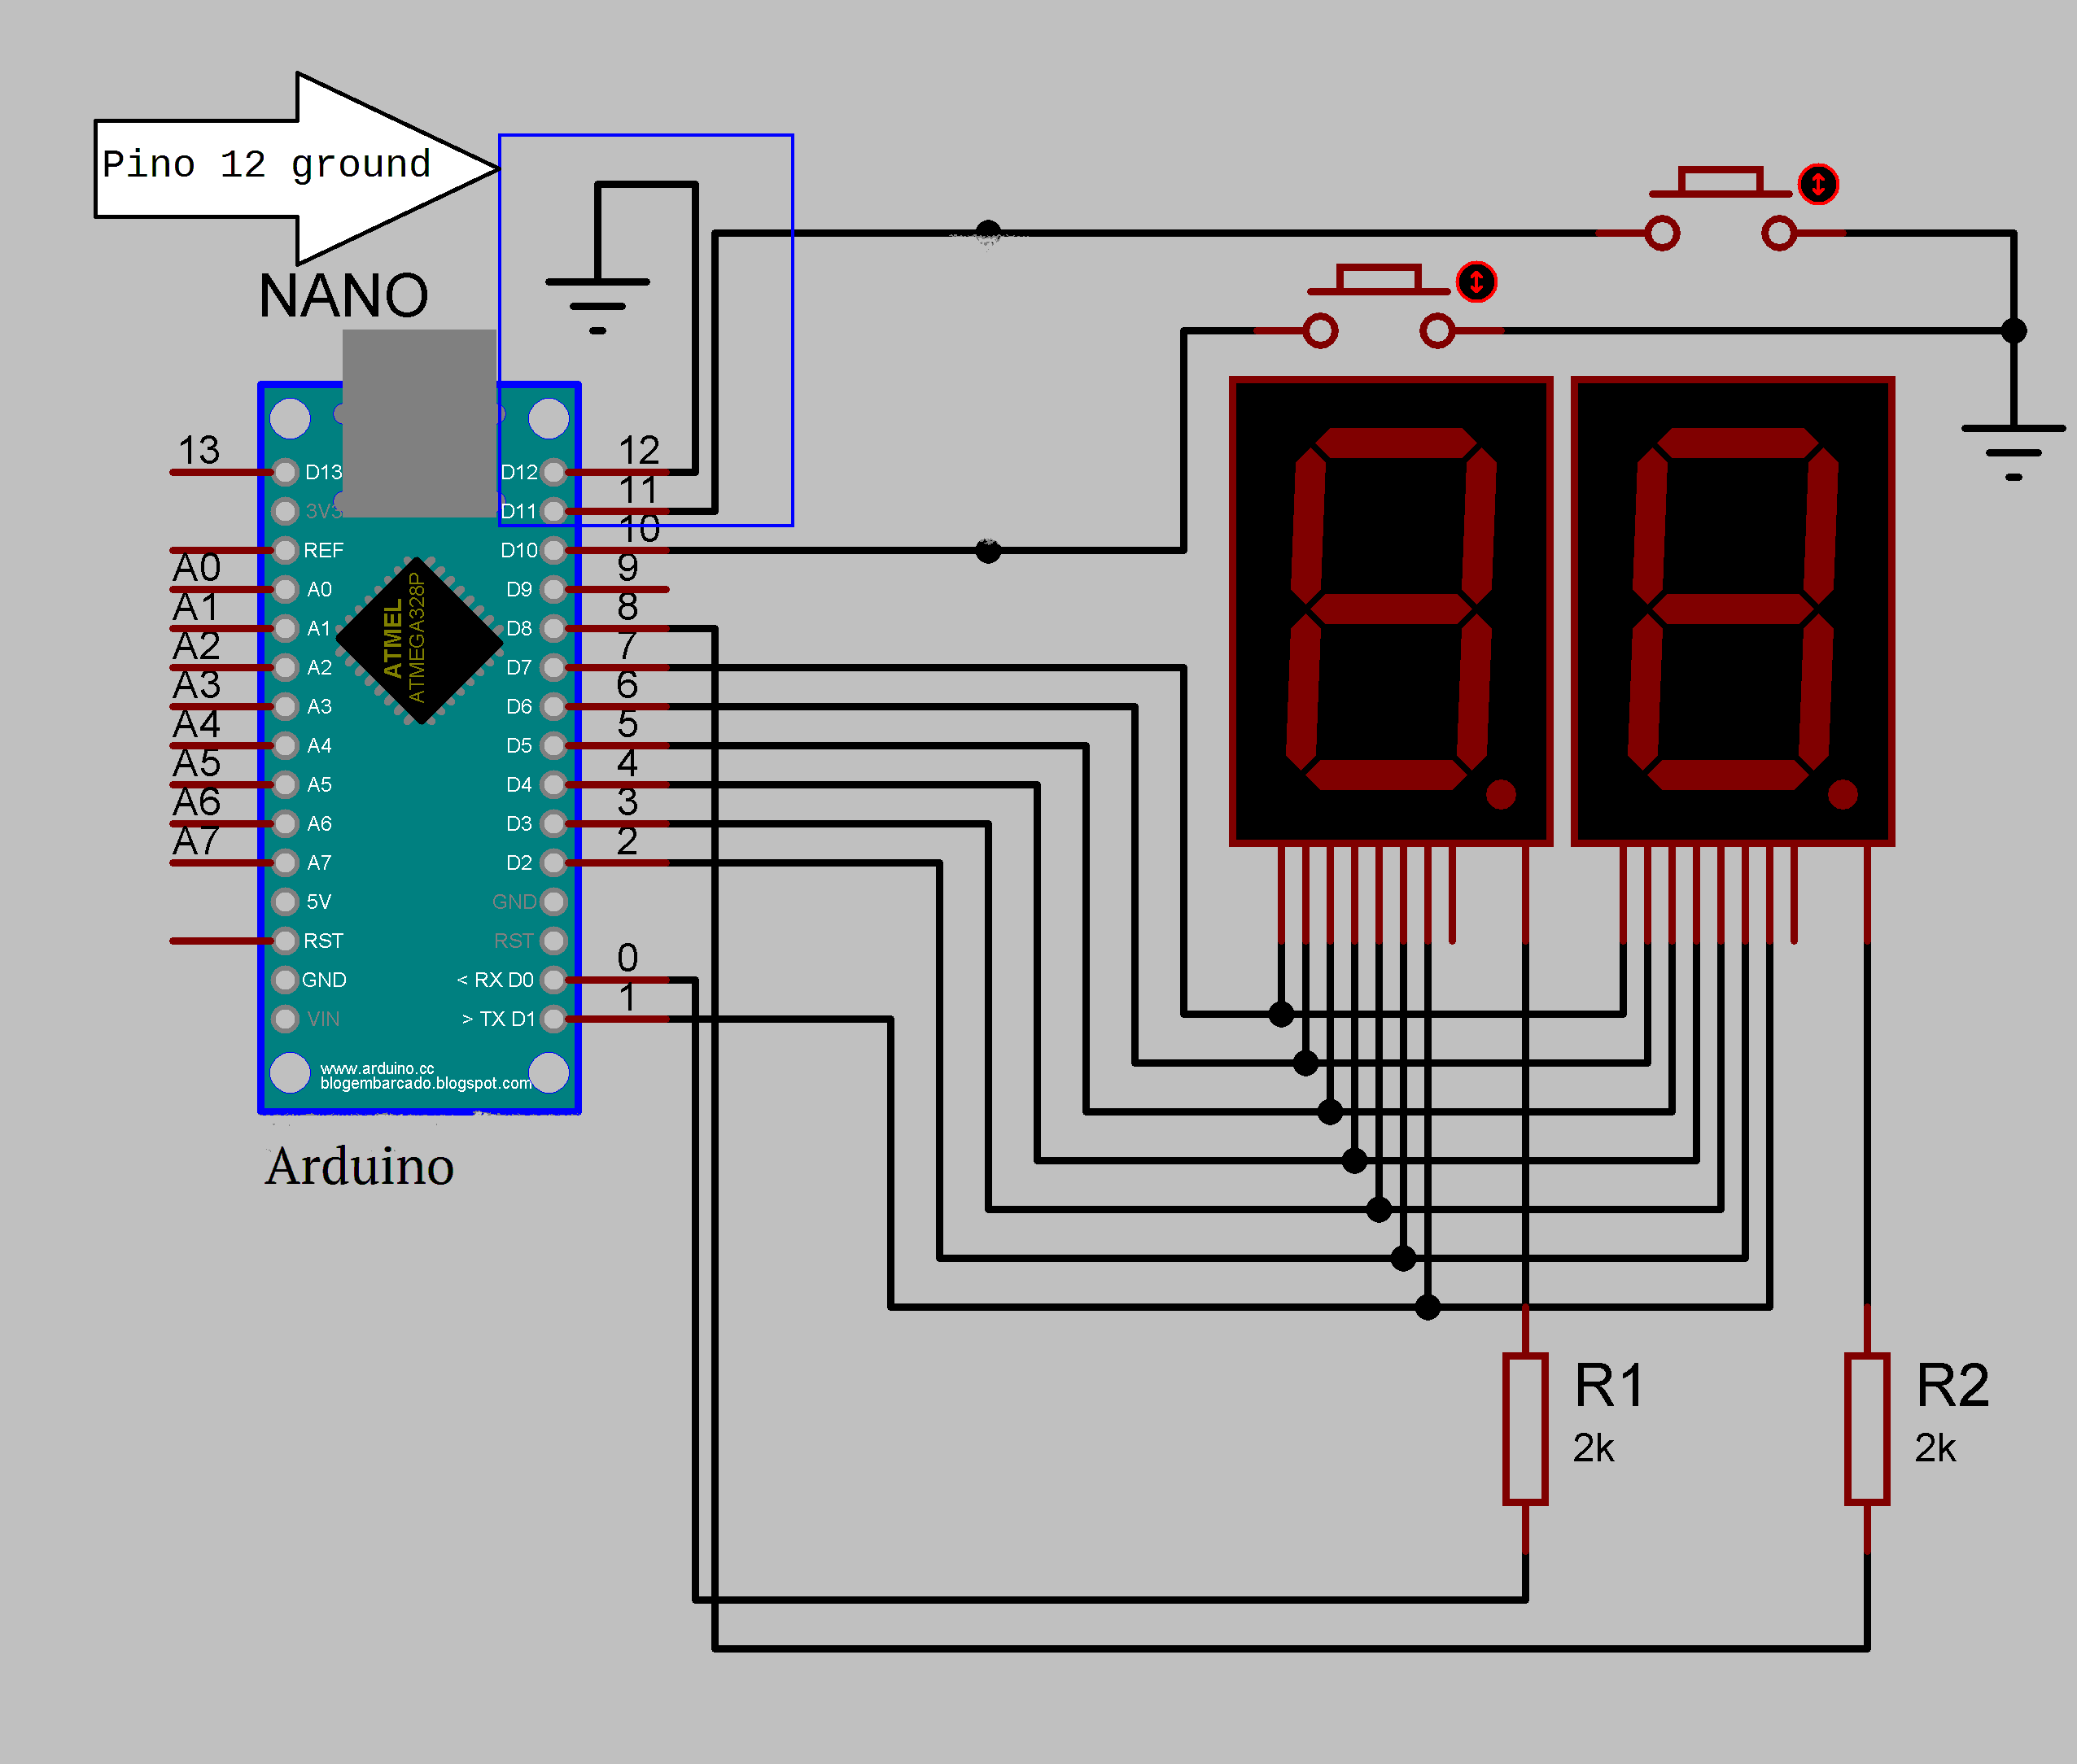 Pino 12 ground
NANO
13
A0
A1
A2
A3
A4
A5
A6
A7
D13
3V3
REF
A0
A1
A2
A3
A4
A5
A6
A7
5V
RST
GND
VIN
ATMEL
ATMEGA328P
D12
D11
D10
D9
D8
D7
D6
D5
D4
D3
D2
GND
RST
< RX D0
> TX D1
12
11
10
9
8
7
6
5
4
3
2
0
1
www.arduino.cc
blogembarcado.blogspot.com
Arduino
R1
2k
R2
2k